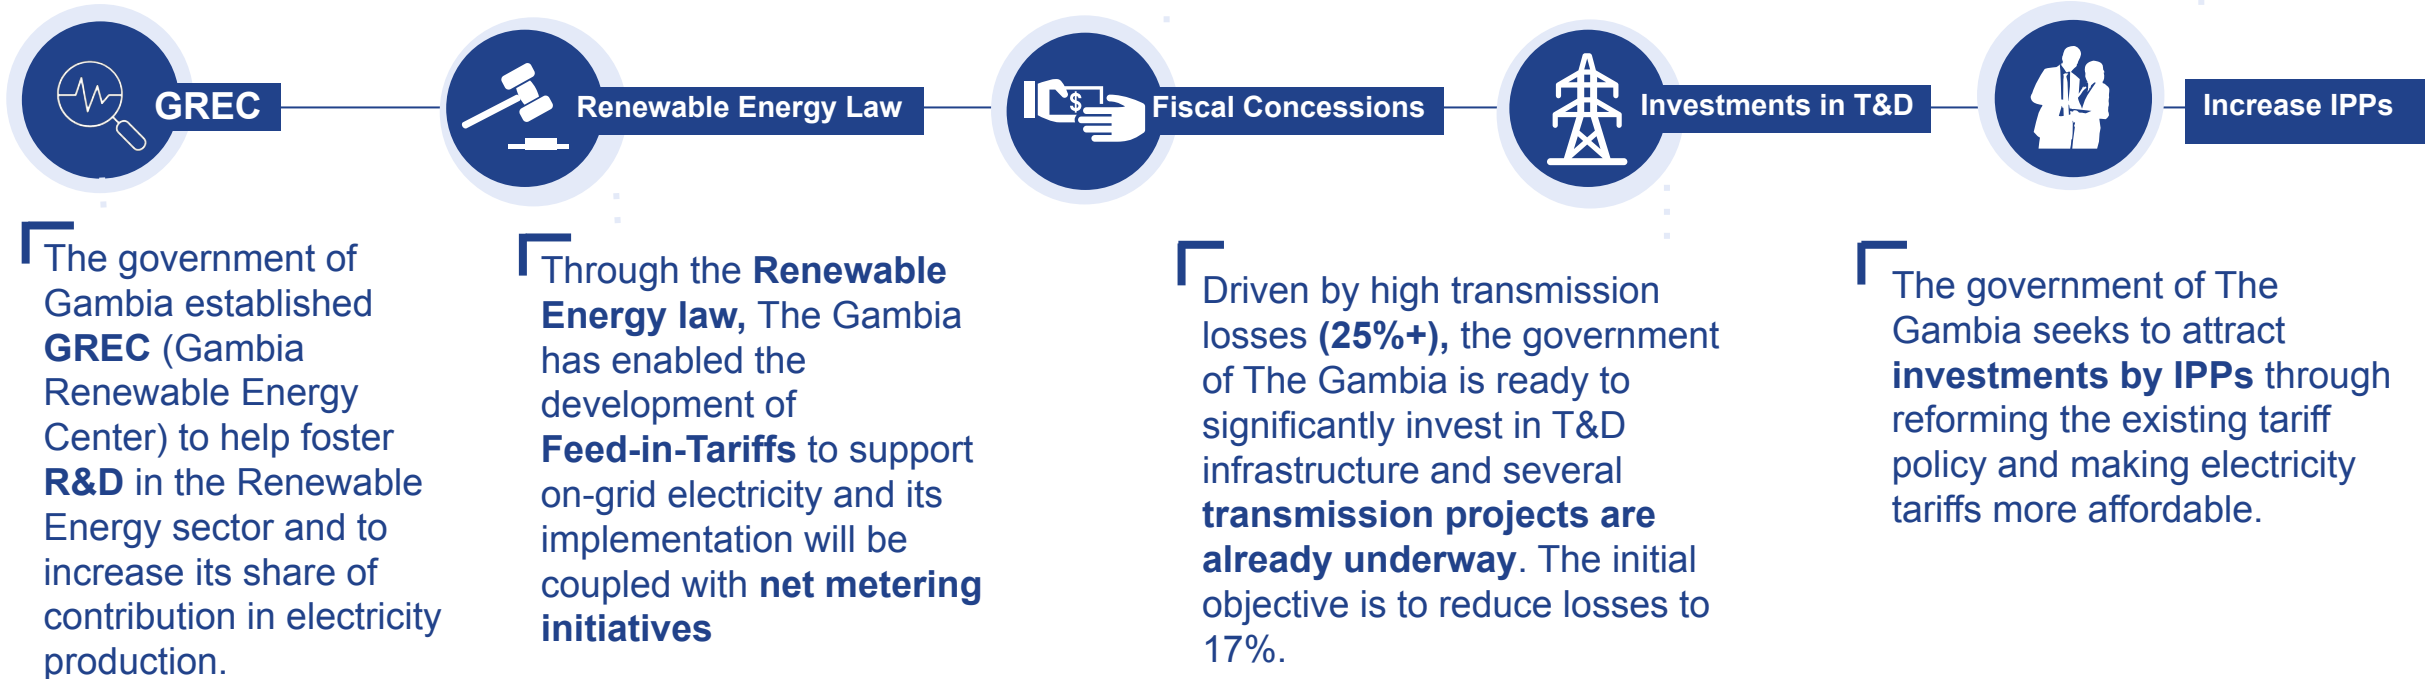 GREC
Renewable Energy Law
Fiscal Concessions
Investments in T&D
Increase IPPs
$
The government of
Gambia established
GREC (Gambia
Renewable Energy
Center) to help foster
R&D in the Renewable
Energy sector and to
increase its share of
contribution in electricity
production.
Through the Renewable
Energy law, The Gambia
has enabled the
development of
Feed-in-Tariffs to support
on-grid electricity and its
implementation will be
coupled with net metering
initiatives
Driven by high transmission
losses (25%+), the government
of The Gambia is ready to
significantly invest in T&D
infrastructure and several
transmission projects are
already underway. The initial
objective is to reduce losses to
17%.
The government of The
Gambia seeks to attract
investments by IPPs through
reforming the existing tariff
policy and making electricity
tariffs more affordable.